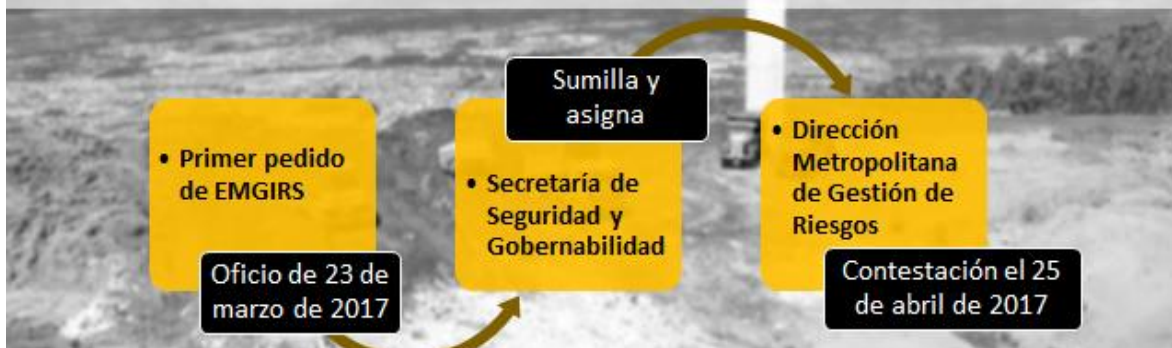 • Primer pedido
de EMGIRS
Oficio de 23 de
marzo de 2017
Sumilla y
asigna
• Secretaría de
Seguridad y
Gobernabilidad
• Dirección
Metropolitana
de Gestión de
Riesgos
Contestación el 25
de abril de 2017